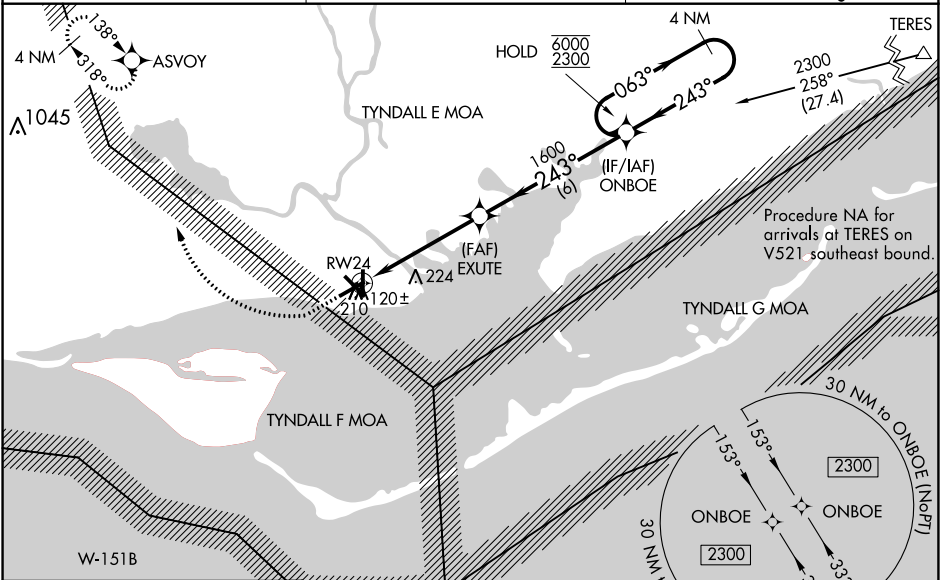 138°
318°
4 NM
ASVOY
1045
HOLD
6000
2300
4 NM
TERES
2300
258°
(27.4)
063°
243°
TYNDALL E MOA
1600
243°
(6)
(IF/IAF)
ONBOE
(FAF)
EXUTE
Procedure NA for
arrivals at TERES on
V521 southeast bound.
RW24
224
120±
210
TYNDALL G MOA
TYNDALL F MOA
W-151B
30 NM to ONBOE (NoPT)
153°
153°
2300
ONBOE
ONBOE
2300
30 NM